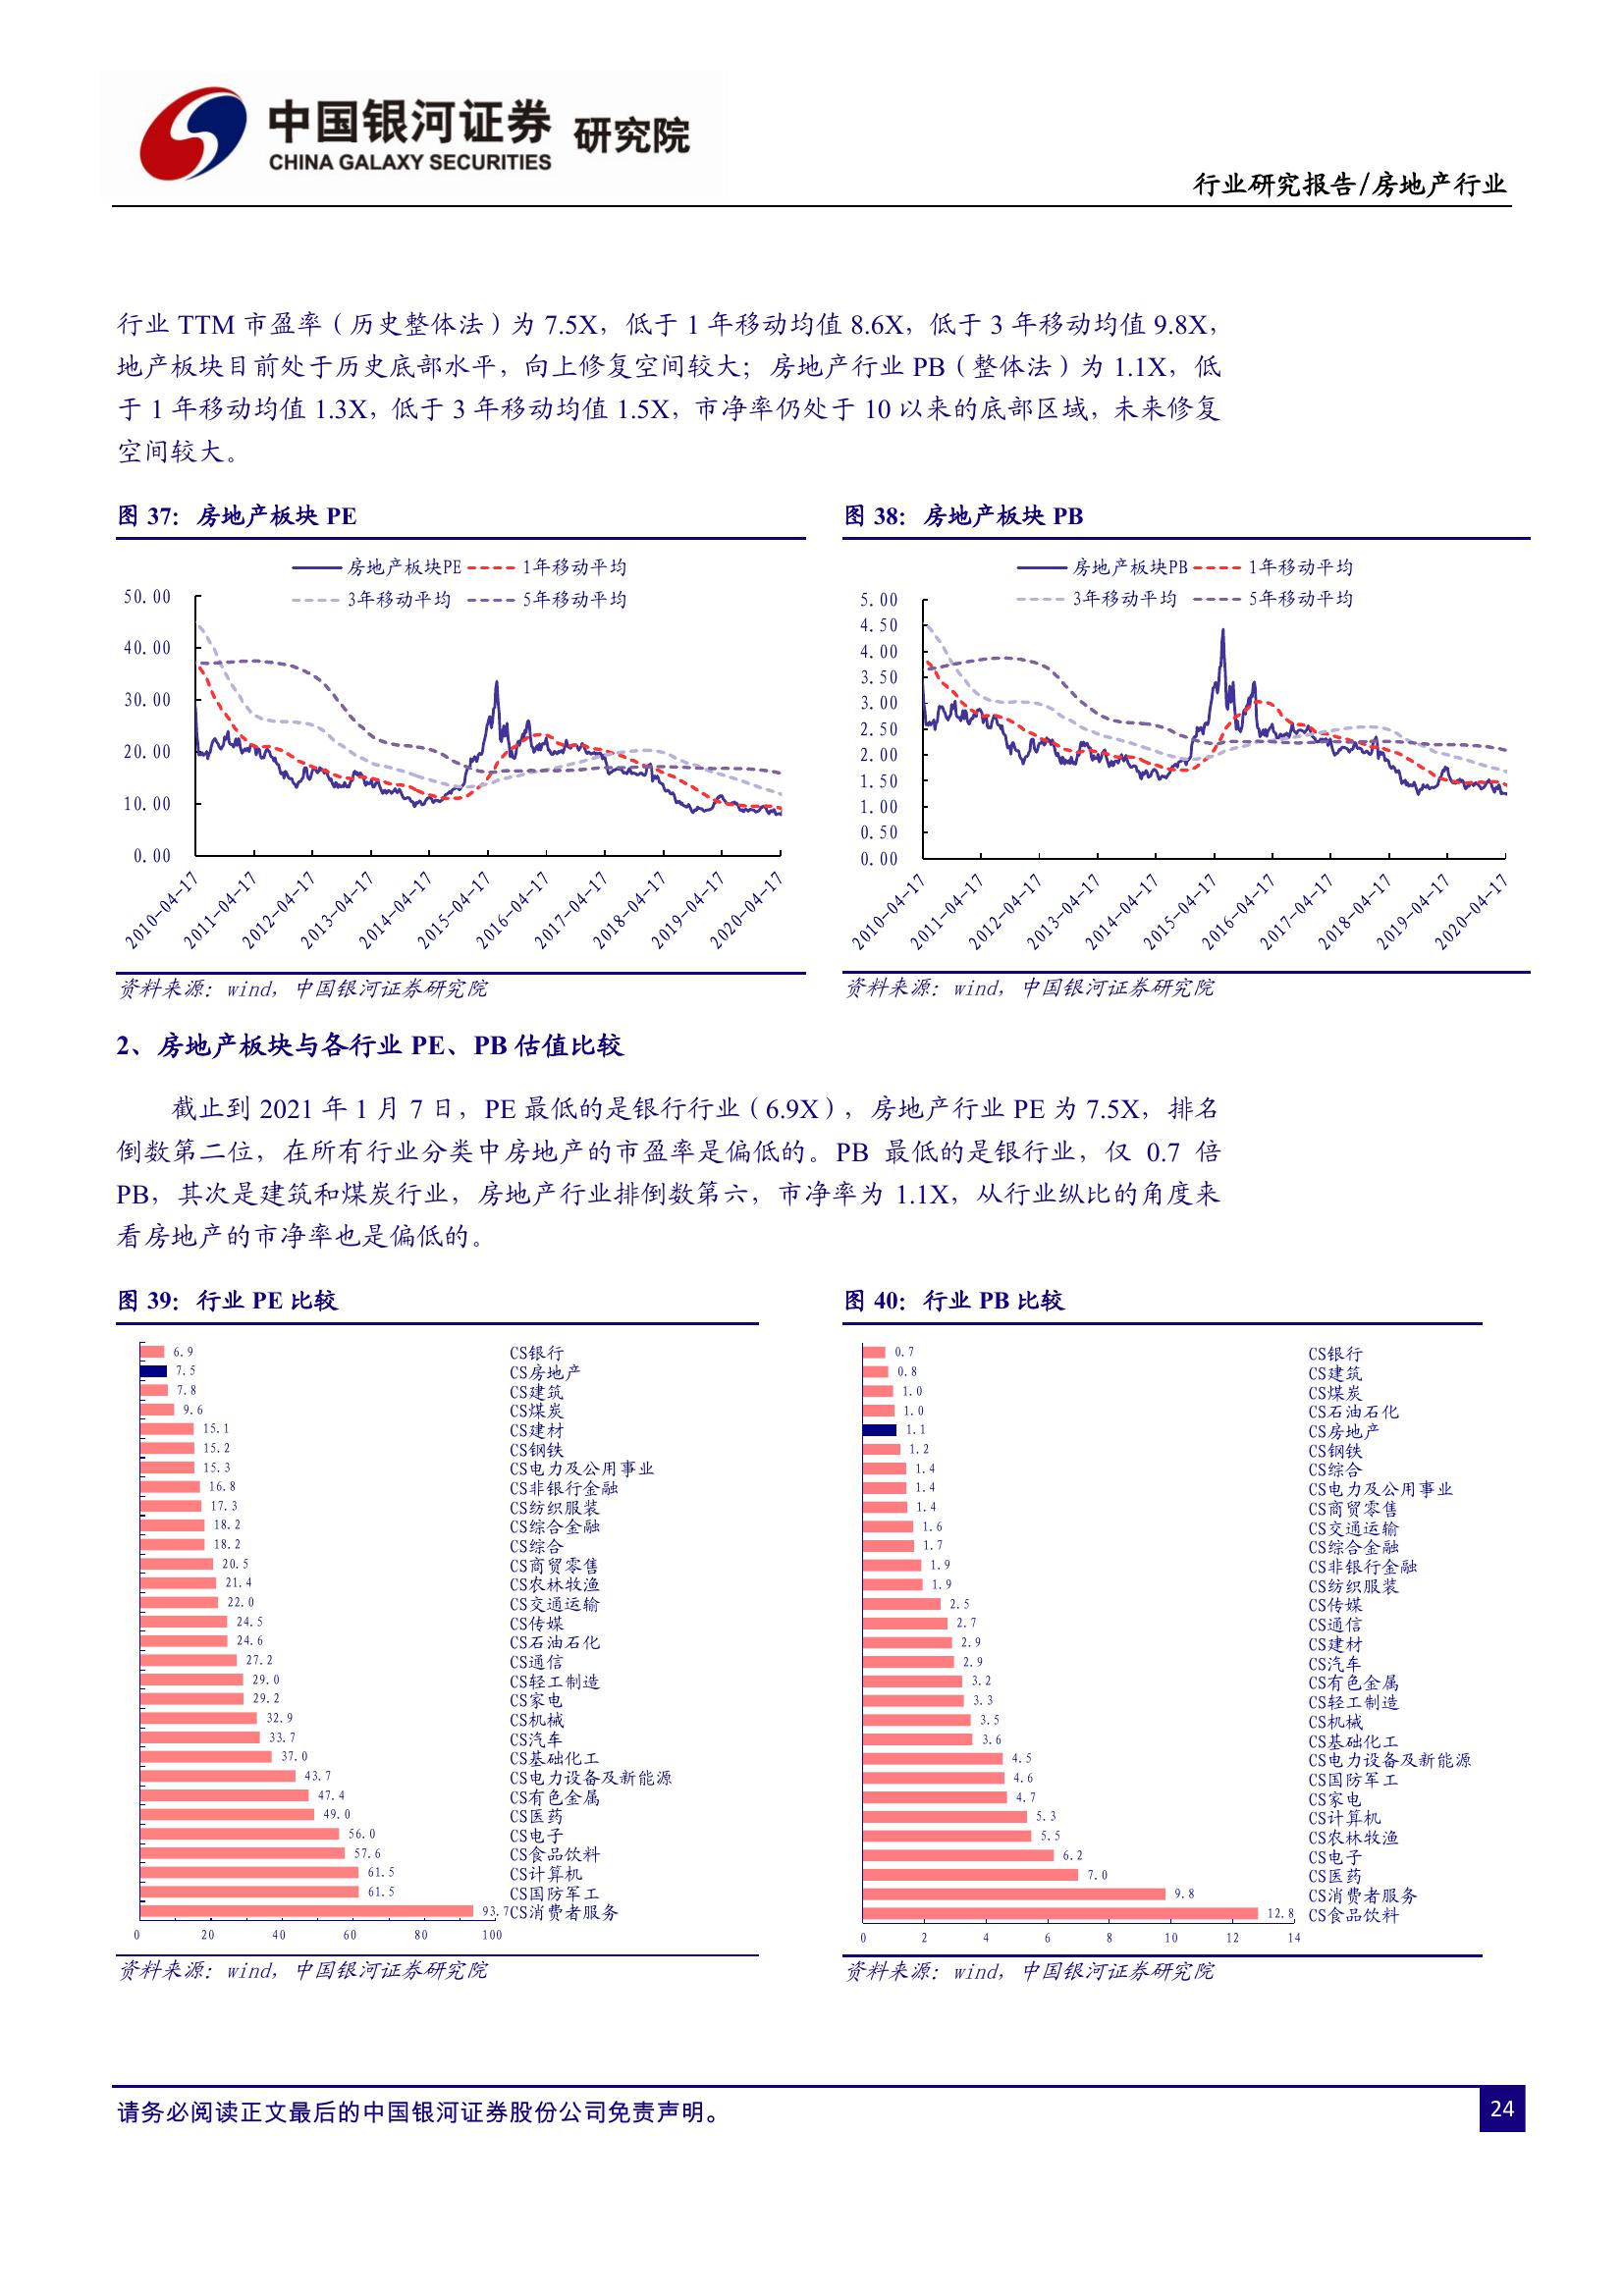 中国银河证券 研究院
CHINA GALAXY SECURITIES
行业研究报告/房地产行业
行业 TTM 市盈率（历史整体法）为 7.5X，低于 1 年移动均值 8.6X，低于 3 年移动均值 9.8X，
地产板块目前处于历史底部水平，向上修复空间较大；房地产行业 PB（整体法）为 1.1X，低
于 1 年移动均值 1.3X，低于 3 年移动均值 1.5X，市净率仍处于 10 以来的底部区域，未来修复
空间较大。
图 37：房地产板块 PE
房地产板块PE 1年移动平均
3年移动平均 5年移动平均
50.00
40.00
30.00
20.00
10.00
0.00
2010-04-17 2011-04-17 2012-04-17 2013-04-17 2014-04-17 2015-04-17 2016-04-17 2017-04-17 2018-04-17 2019-04-17 2020-04-17
资料来源：wind，中国银河证券研究院
图 38：房地产板块 PB
房地产板块PB 1年移动平均
3年移动平均 5年移动平均
5.00
4.50
4.00
3.50
3.00
2.50
2.00
1.50
1.00
0.50
0.00
2010-04-17 2011-04-17 2012-04-17 2013-04-17 2014-04-17 2015-04-17 2016-04-17 2017-04-17 2018-04-17 2019-04-17 2020-04-17
资料来源：wind，中国银河证券研究院
2、房地产板块与各行业 PE、PB 估值比较
截止到 2021 年 1 月 7 日，PE 最低的是银行行业（6.9X），房地产行业 PE 为 7.5X，排名
倒数第二位，在所有行业分类中房地产的市盈率是偏低的。PB 最低的是银行业，仅 0.7 倍
PB，其次是建筑和煤炭行业，房地产行业排倒数第六，市净率为 1.1X，从行业纵比的角度来
看房地产的市净率也是偏低的。
图 39：行业 PE 比较
6.9 CS银行
7.5 CS房地产
7.8 CS建筑
9.6 CS煤炭
15.1 CS建材
15.2 CS钢铁
15.3 CS电力及公用事业
16.8 CS非银行金融
17.3 CS纺织服装
18.2 CS综合金融
18.2 CS综合
20.5 CS商贸零售
21.4 CS农林牧渔
22.0 CS交通运输
24.5 CS传媒
24.6 CS石油石化
27.2 CS通信
29.0 CS轻工制造
29.2 CS家电
32.9 CS机械
33.7 CS汽车
37.0 CS基础化工
43.7 CS电力设备及新能源
47.4 CS有色金属
49.0 CS医药
56.0 CS电子
57.6 CS食品饮料
61.5 CS计算机
61.5 CS国防军工
93.7 CS消费者服务
0 20 40 60 80 100
资料来源：wind，中国银河证券研究院
图 40：行业 PB 比较
0.7 CS银行
0.8 CS建筑
1.0 CS煤炭
1.0 CS石油石化
1.1 CS房地产
1.2 CS钢铁
1.4 CS综合
1.4 CS电力及公用事业
1.4 CS商贸零售
1.6 CS交通运输
1.7 CS综合金融
1.9 CS非银行金融
1.9 CS纺织服装
2.5 CS传媒
2.7 CS通信
2.9 CS建材
2.9 CS汽车
3.2 CS有色金属
3.3 CS轻工制造
3.5 CS机械
3.6 CS基础化工
4.5 CS电力设备及新能源
4.6 CS国防军工
4.7 CS家电
5.3 CS计算机
5.5 CS农林牧渔
6.2 CS电子
7.0 CS医药
9.8 CS消费者服务
12.8 CS食品饮料
0 2 4 6 8 10 12 14
资料来源：wind，中国银河证券研究院
请务必阅读正文最后的中国银河证券股份公司免责声明。
24